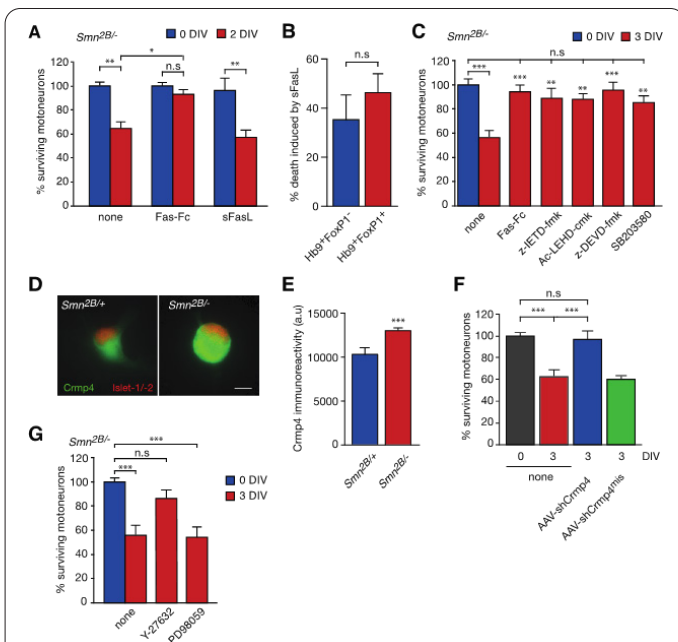 A
Smn2B/-
0 DIV
2 DIV
% surviving motoneurons
120
100
80
60
40
20
0
**
*
n.s
**
none
Fas-Fc
sFasL
B
% death induced by sFasL
60
40
20
0
n.s
Hb9+FoxP1-
Hb9+FoxP1+
C
Smn2B/-
0 DIV
3 DIV
% surviving motoneurons
120
100
80
60
40
20
0
n.s
***
***
**
**
***
**
none
Fas-Fc
z-IETD-fmk
Ac-LEHD-cmk
z-DEVD-fmk
SB203580
D
Smn2B/+
Smn2B/-
Crmp4
Islet-1/-2
E
Crmp4 immunoreactivity (a.u)
15000
10000
5000
0
***
Smn2B/+
Smn2B/-
F
% surviving motoneurons
120
100
80
60
40
20
0
n.s
***
***
0
3
3
3
DIV
none
AAV-shCrmp4
AAV-shCrmp4mis
G
Smn2B/-
0 DIV
3 DIV
% surviving motoneurons
120
100
80
60
40
20
0
***
n.s
***
none
Y-27632
PD98059